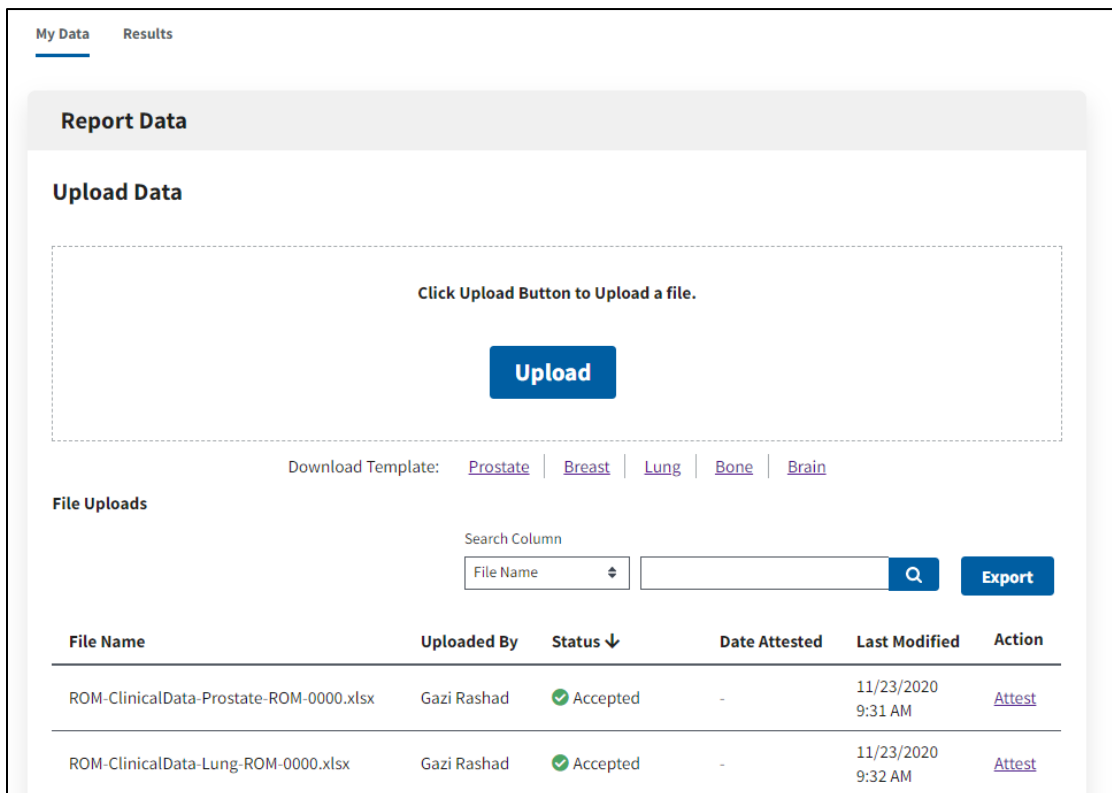 My Data Results
Report Data
Upload Data
Click Upload Button to Upload a file.
Upload
Download Template: Prostate Breast Lung Bone Brain
File Uploads
Search Column
File Name
Export
File Name Uploaded By Status Date Attested Last Modified Action
ROM-ClinicalData-Prostate-ROM-0000.xlsx Gazi Rashad Accepted - 11/23/2020 9:31 AM Attest
ROM-ClinicalData-Lung-ROM-0000.xlsx Gazi Rashad Accepted - 11/23/2020 9:32 AM Attest